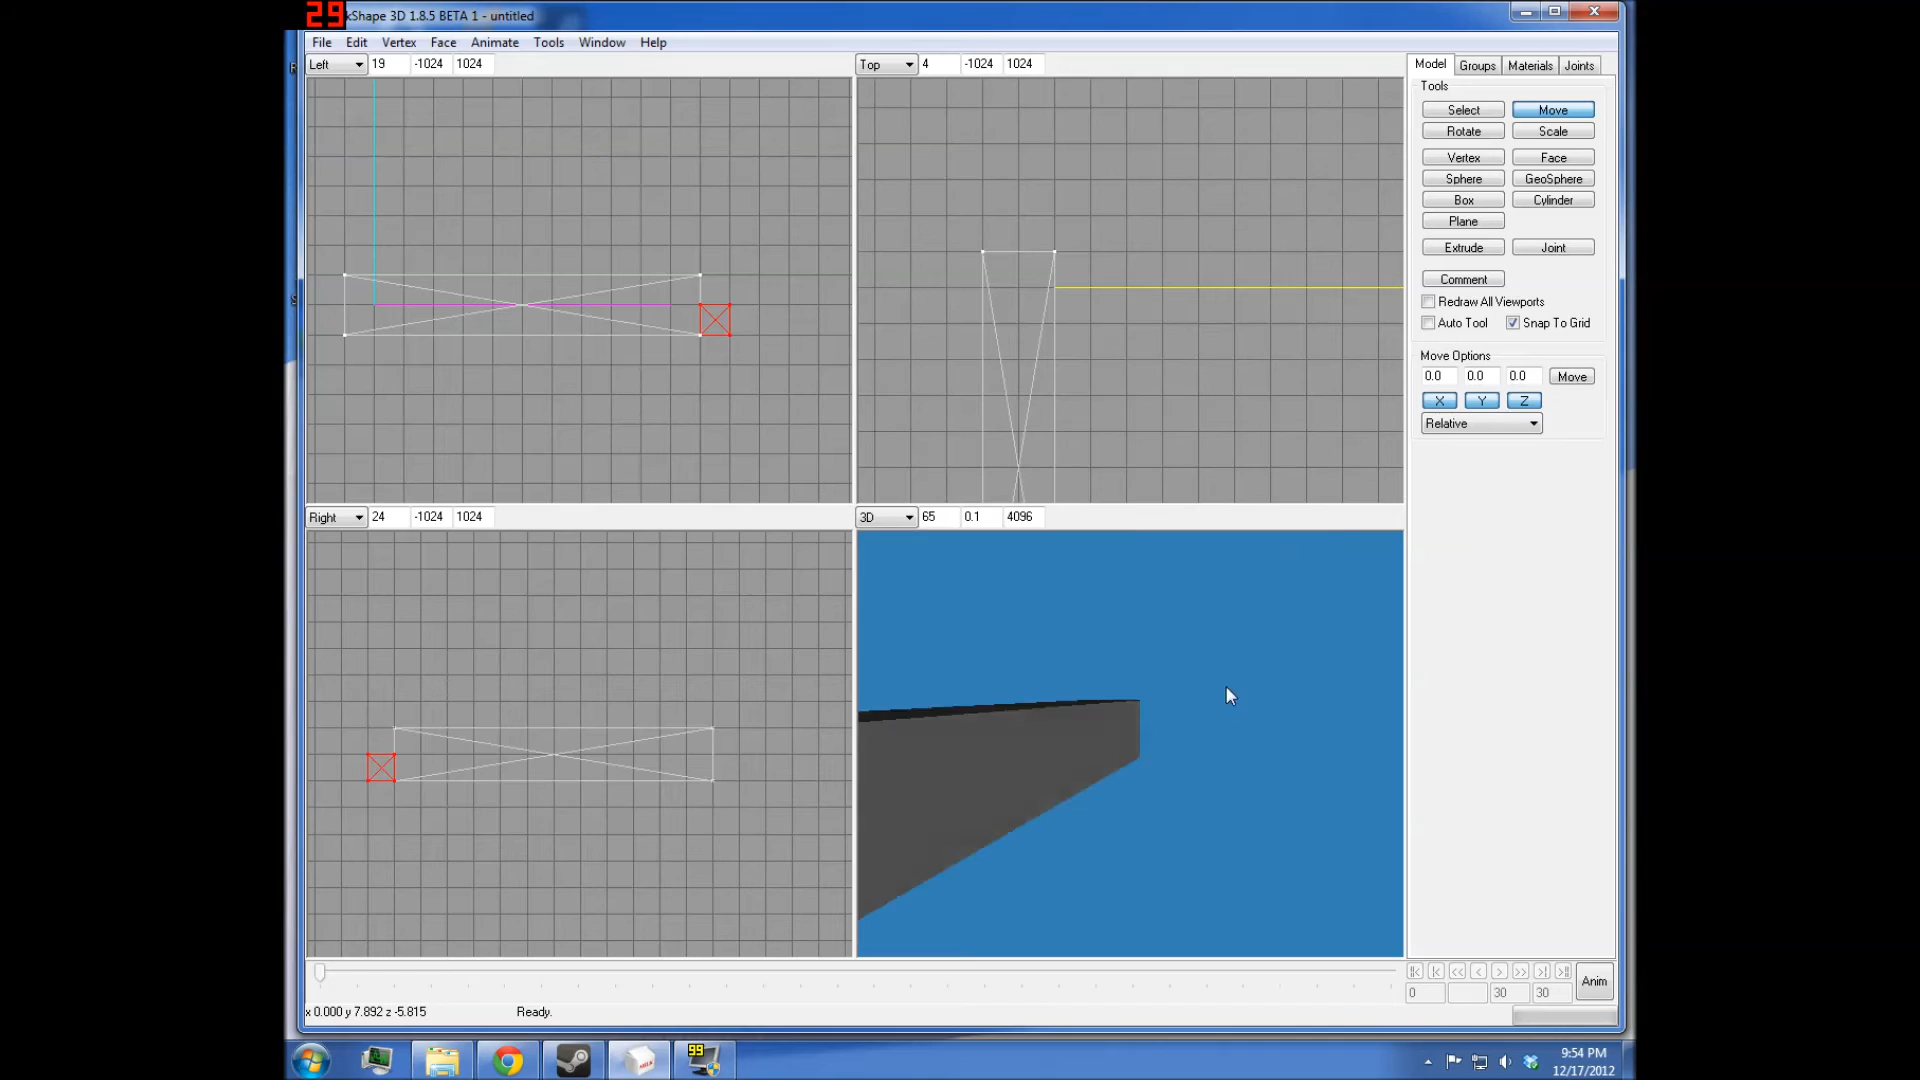 29
kShape 3D 1.8.5 BETA 1 - untitled
File Edit Vertex Face Animate Tools Window Help
Left 19 -1024 1024
Top 4 -1024 1024
Model Groups Materials Joints
Tools
Select Move
Rotate Scale
Vertex Face
Sphere GeoSphere
Box Cylinder
Plane
Extrude Joint
Comment
Redraw All Viewports
Auto Tool Snap To Grid
Move Options
0.0 0.0 0.0 Move
X Y Z
Relative
Right 24 -1024 1024
3D 65 0.1 4096
Anim
0 30 30
x 0.000 y 7.892 z -5.815 Ready.
99
MILK
9:54 PM
12/17/2012